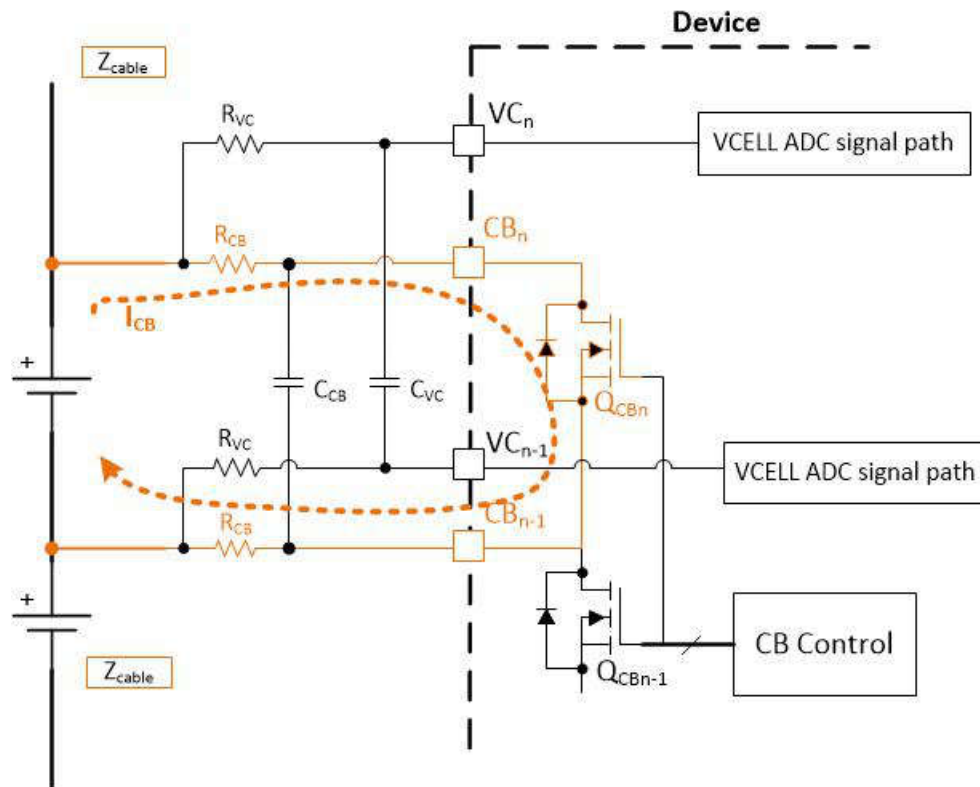 Device
Zcable
RVC
VCn
VCELL ADC signal path
RCB
CBn
ICB
+
CCB
CVC
QCBn
RVC
VCn-1
VCELL ADC signal path
RCB
CBn-1
+
CB Control
Zcable
QCBn-1